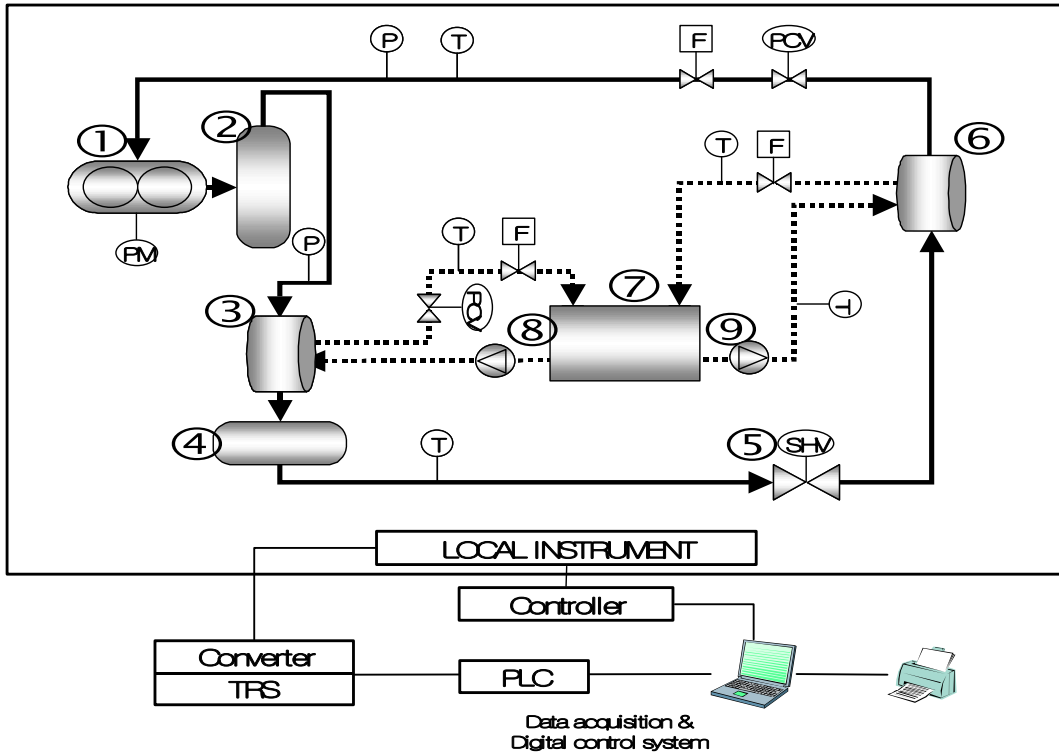 F
PCV
P
T
①
②
⑥
T
F
PM
P
T
F
③
PCV
⑦
T
⑧
⑨
④
T
⑤
SHV
LOCAL INSTRUMENT
Controller
Converter
TRS
PLC
Data acquisition &
Digital control system